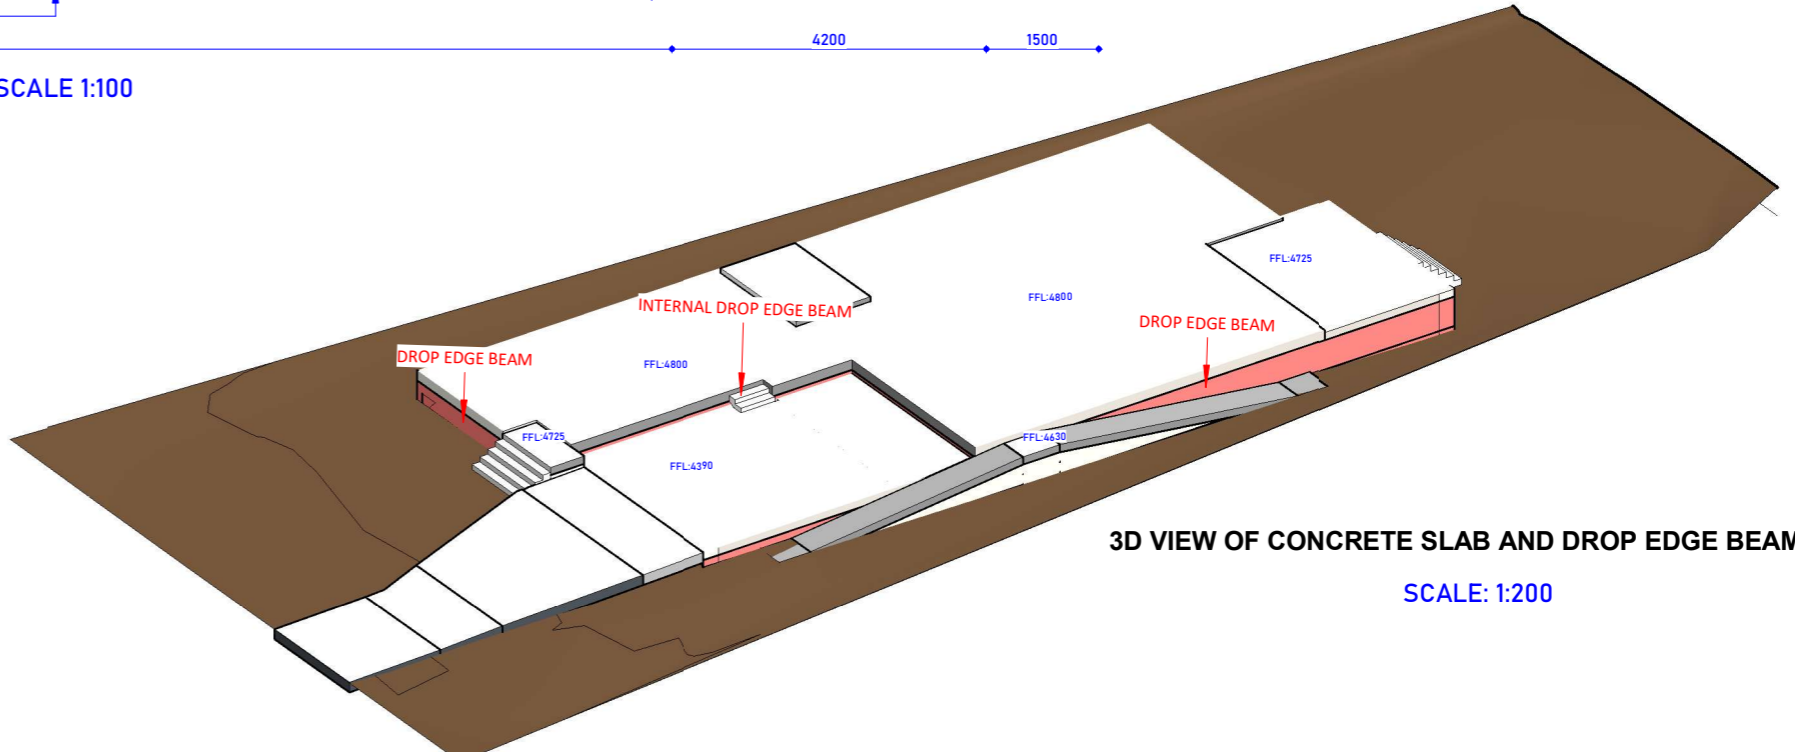 4200
1500
SCALE 1:100
FFL:4725
FFL:4800
INTERNAL DROP EDGE BEAM
DROP EDGE BEAM
DROP EDGE BEAM
FFL:4800
FFL:4725
FFL:4630
FFL:4390
3D VIEW OF CONCRETE SLAB AND DROP EDGE BEAM
SCALE: 1:200